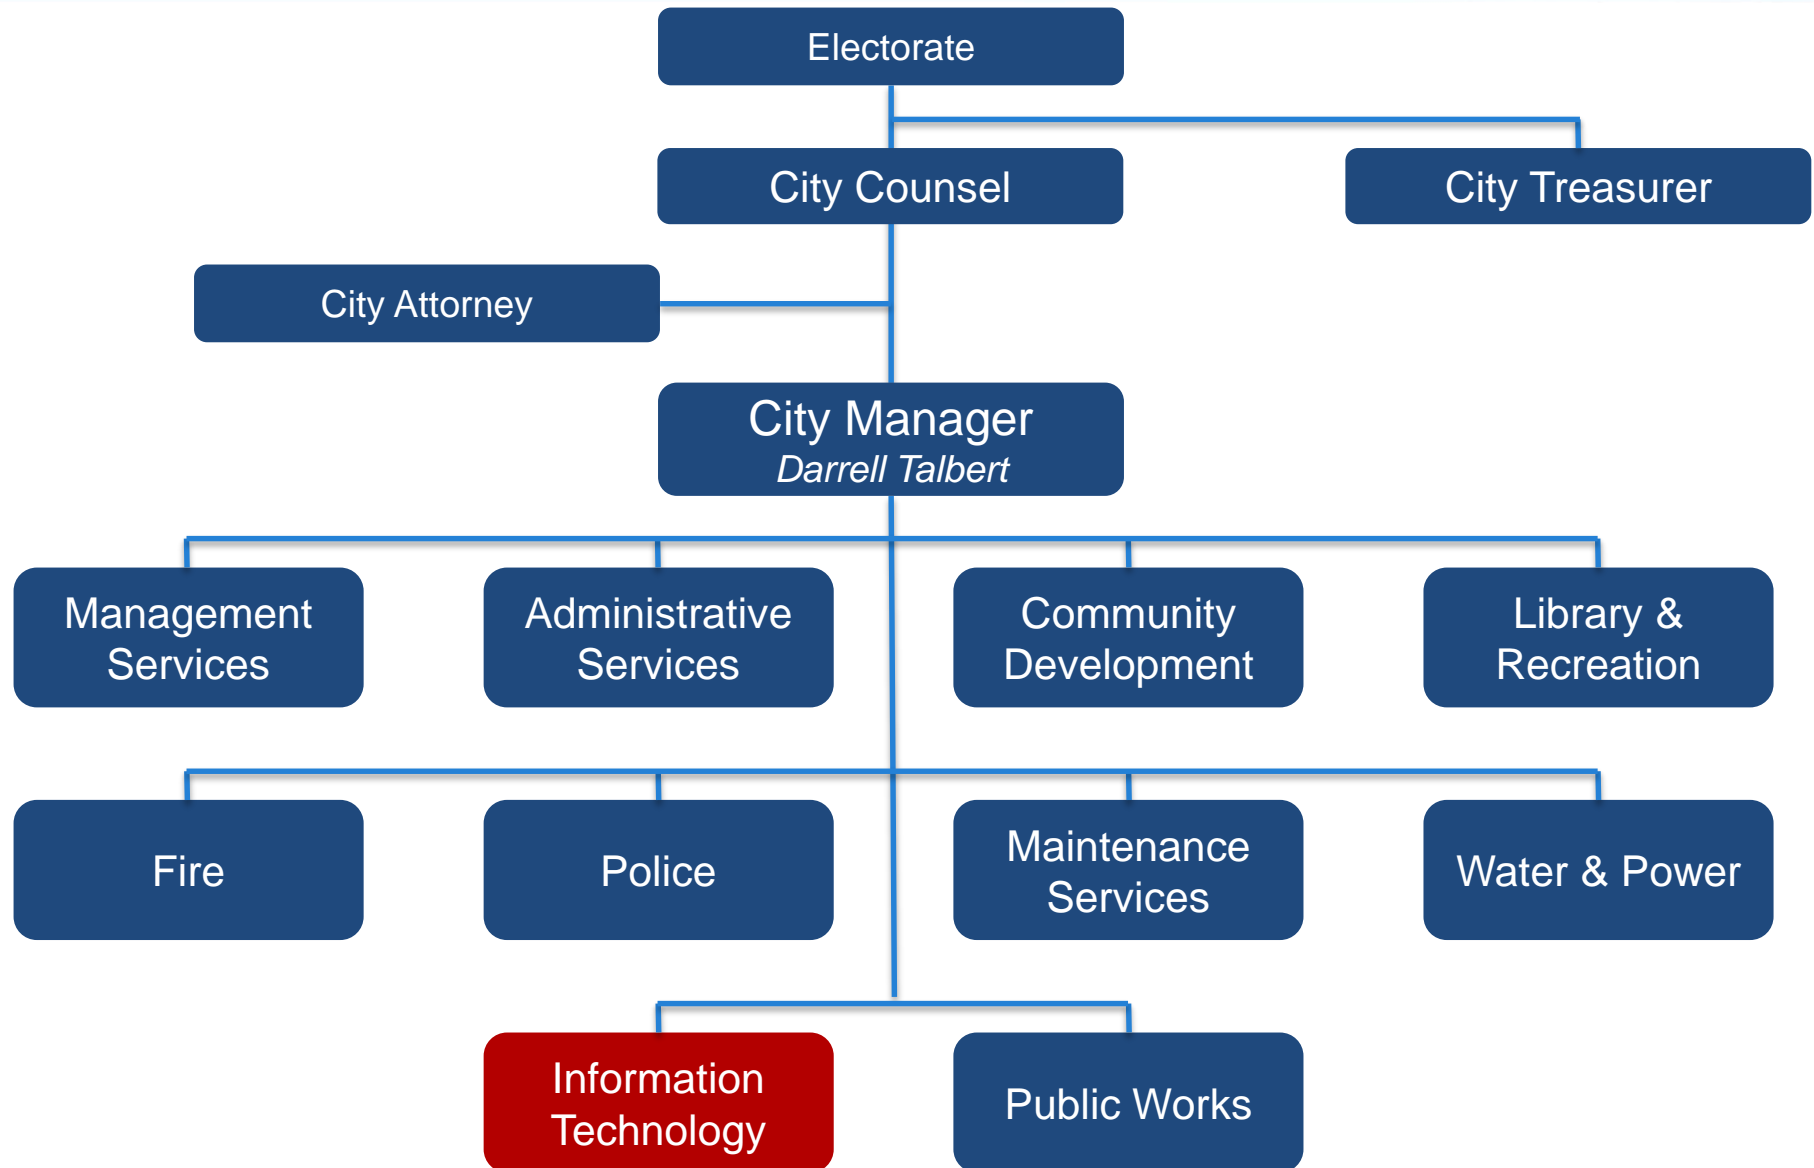 Electorate
City Counsel
City Treasurer
City Attorney
City Manager
Darrell Talbert
Management
Services
Administrative
Services
Community
Development
Library &
Recreation
Fire
Police
Maintenance
Services
Water & Power
Information
Technology
Public Works